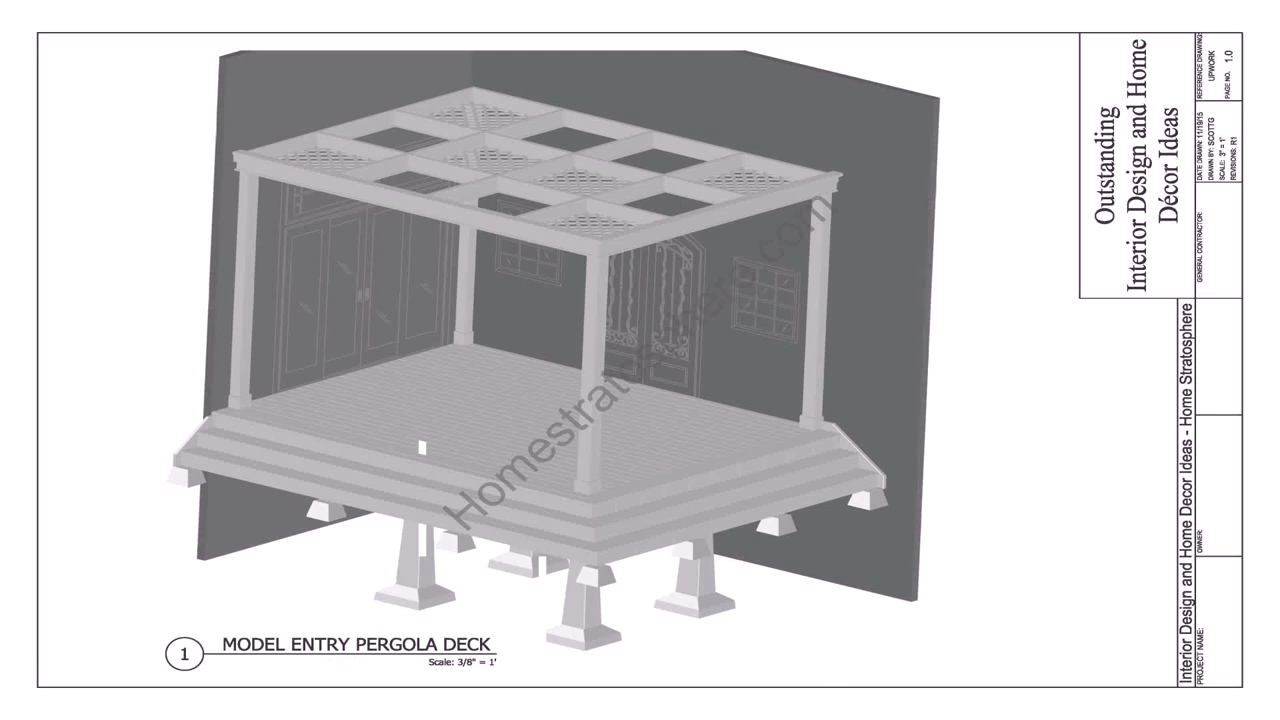 Homestratosphere.com
1
MODEL ENTRY PERGOLA DECK
Scale: 3/8" = 1'
Outstanding
Interior Design and Home
Décor Ideas
Interior Design and Home Decor Ideas - Home Stratosphere
REFERENCE DRAWING:
UPWORK
PAGE NO. 1.0
DATE DRAWN: 11/19/15
DRAWN BY: SCOTTG
SCALE: 3" = 1'
REVISIONS: R1
GENERAL CONTRACTOR:
OWNER:
PROJECT NAME: